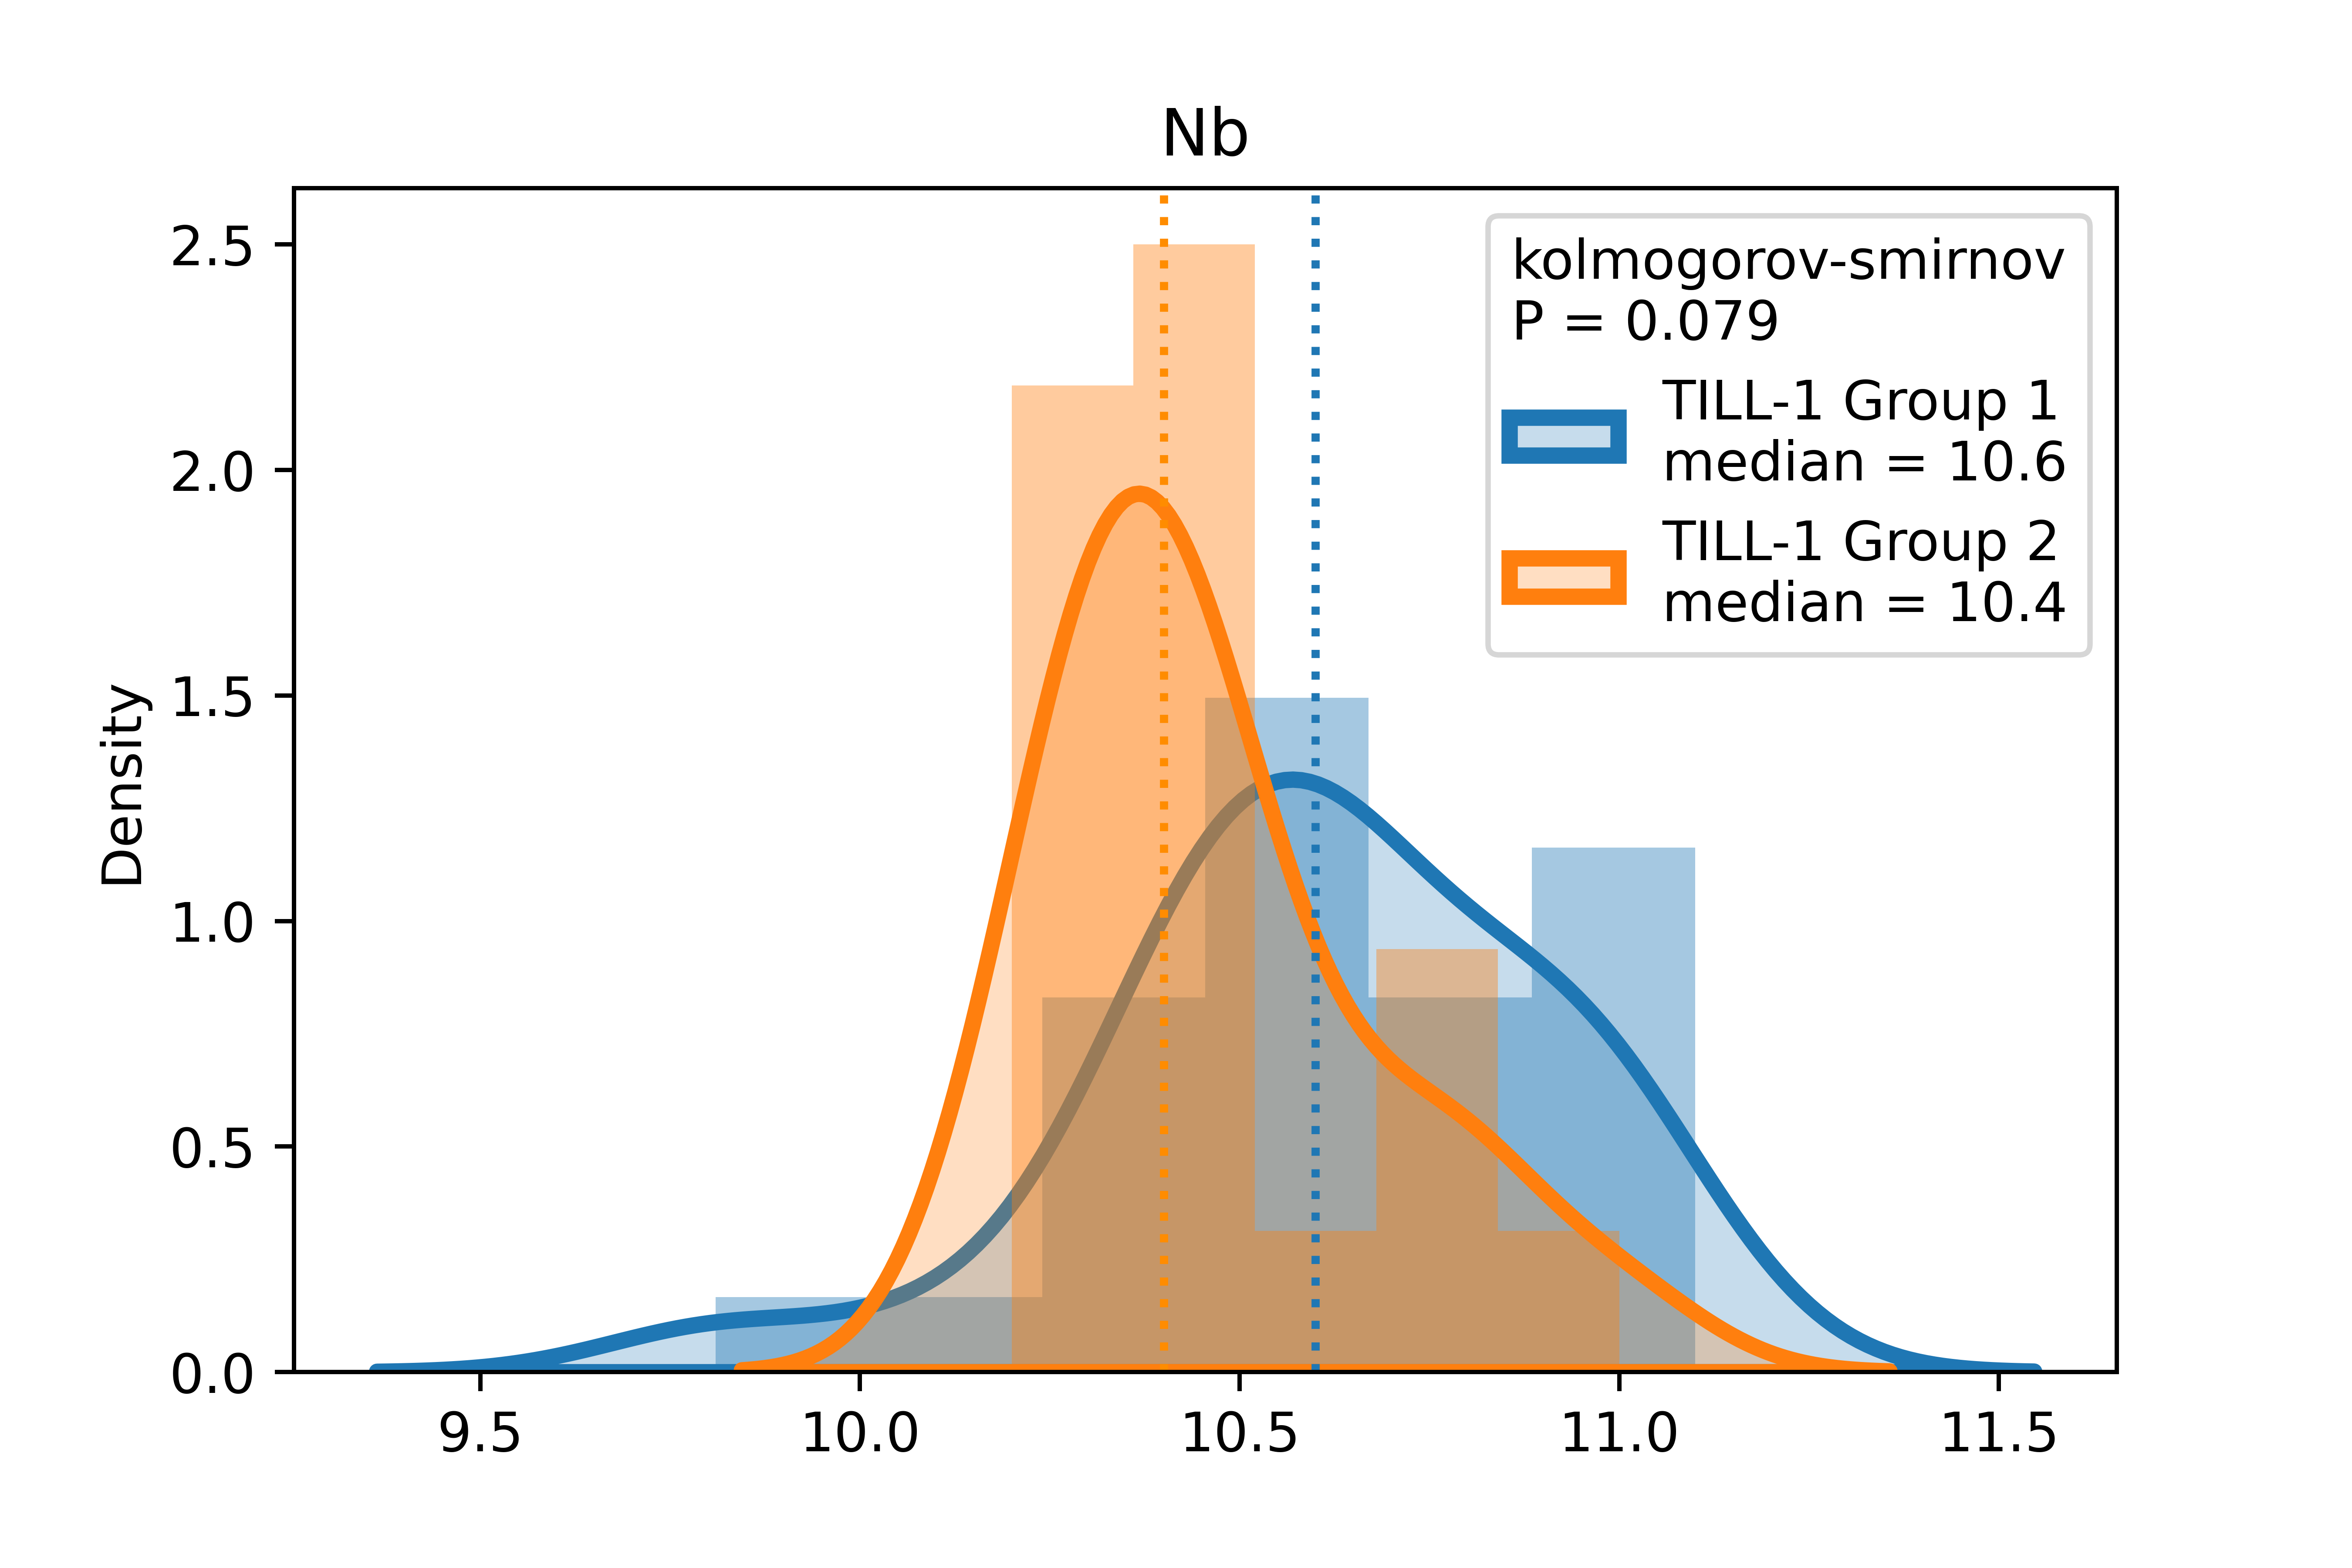 Nb
kolmogorov-smirnov
P = 0.079
TILL-1 Group 1
median = 10.6
TILL-1 Group 2
median = 10.4
Density
2.5
2.0
1.5
1.0
0.5
0.0
9.5 10.0 10.5 11.0 11.5